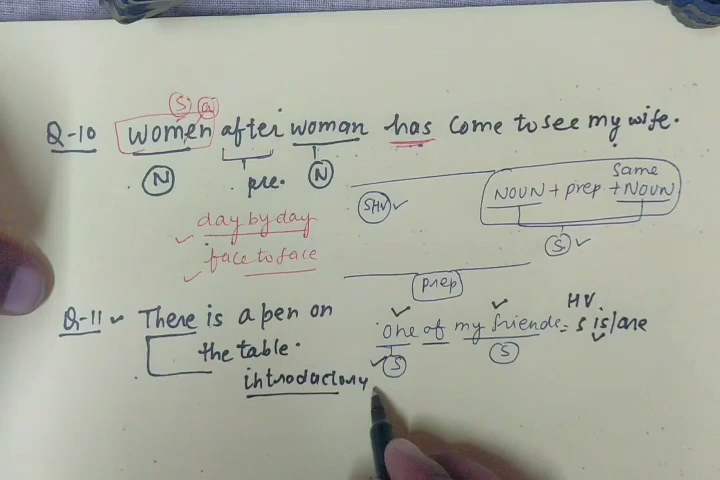 S a
Q-10 women after woman has come to see my wife.
N pre. N
same
NOUN + prep + NOUN
SHV
S
day by day
face to face
prep
Q-11 There is a pen on
the table.
introductory
HV
one of my friends = s is/are
S S